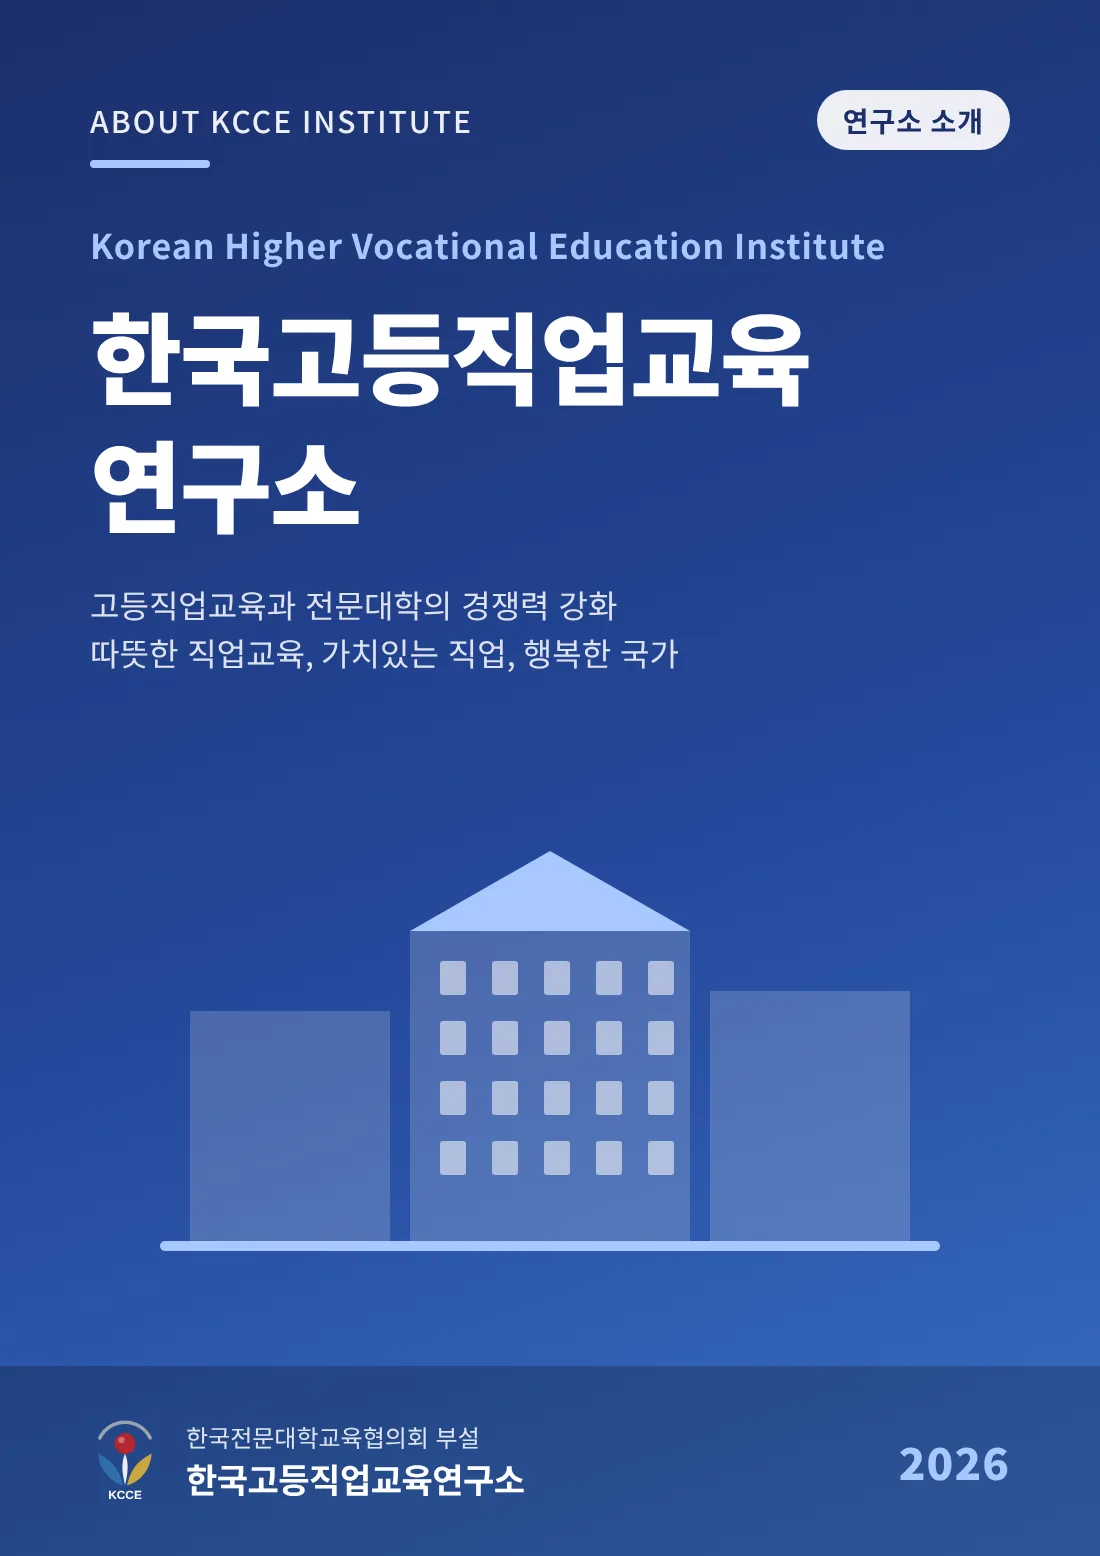 ABOUT KCCE INSTITUTE
연구소 소개
Korean Higher Vocational Education Institute
한국고등직업교육
연구소
고등직업교육과 전문대학의 경쟁력 강화
따뜻한 직업교육, 가치있는 직업, 행복한 국가
KCCE
한국전문대학교육협의회 부설
한국고등직업교육연구소
2026